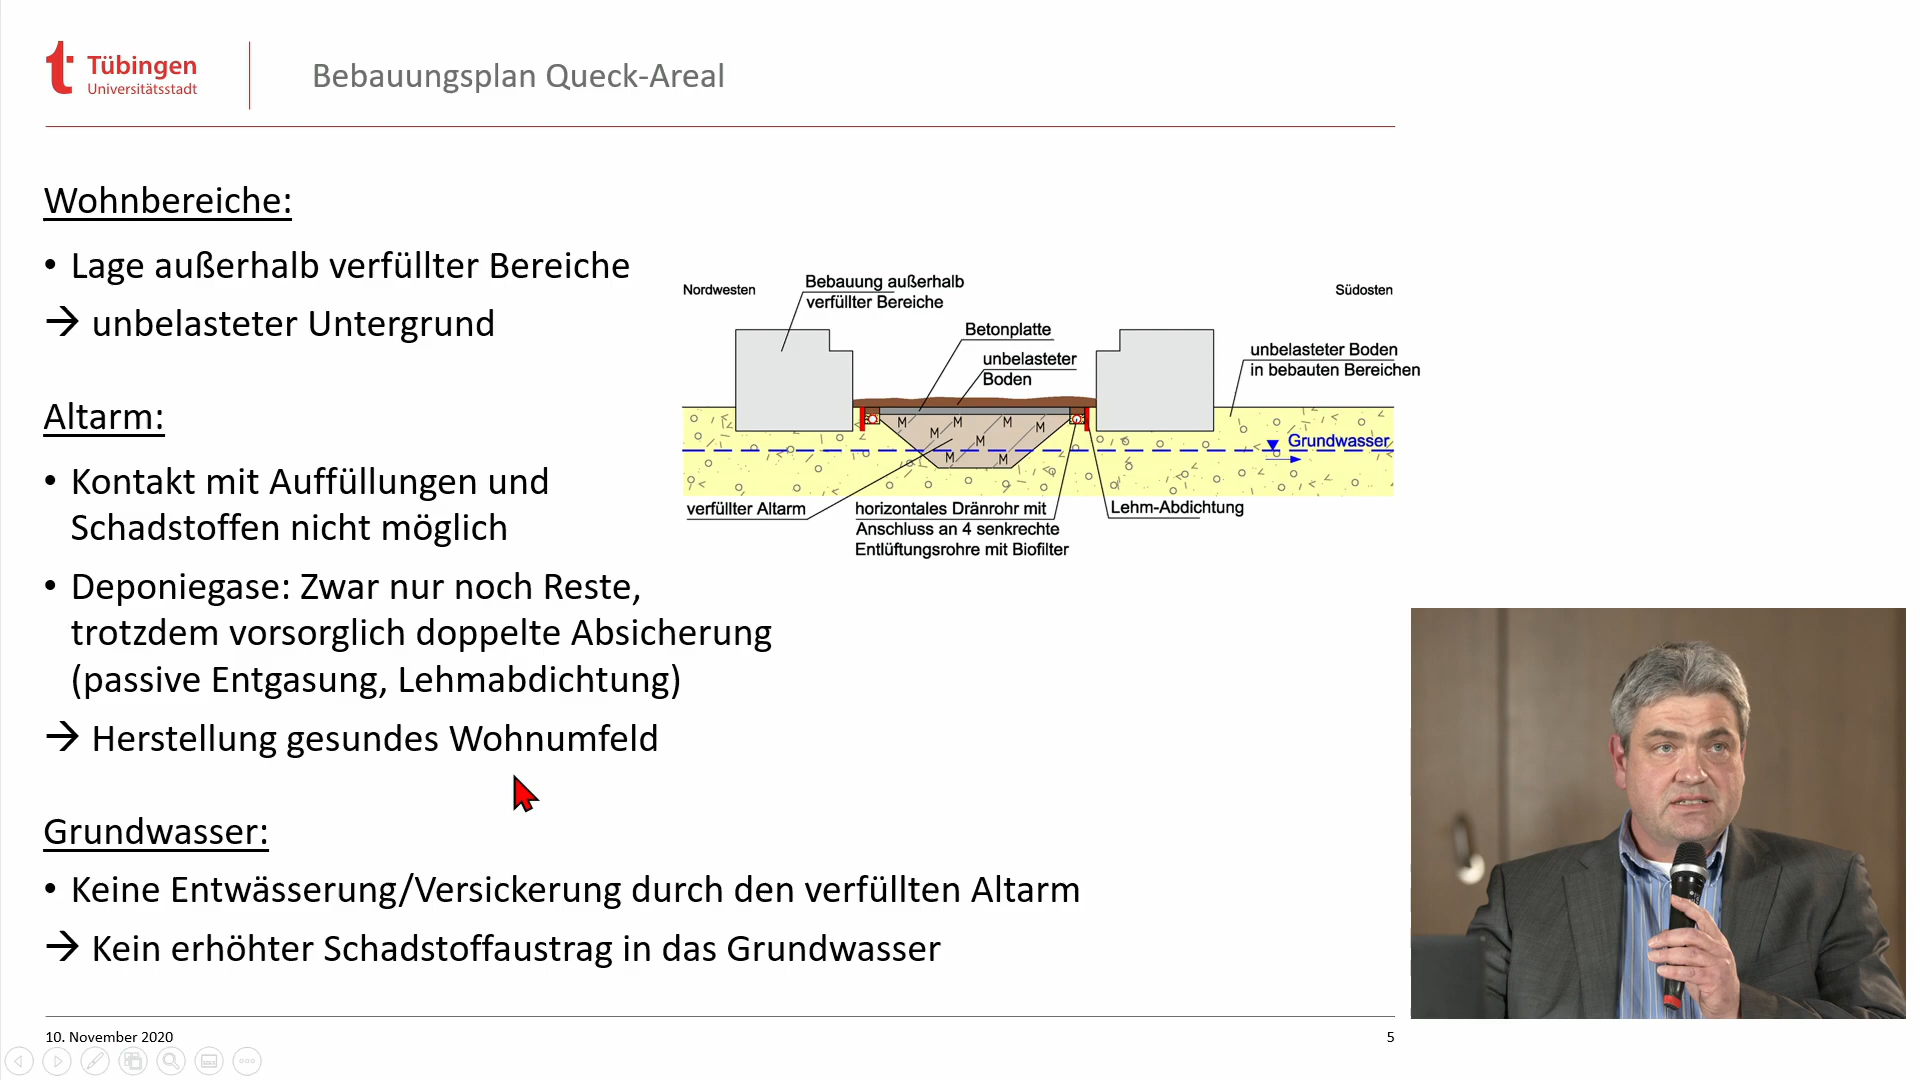 Tübingen
Universitätsstadt
Bebauungsplan Queck-Areal
Wohnbereiche:
• Lage außerhalb verfüllter Bereiche
→ unbelasteter Untergrund
Altarm:
• Kontakt mit Auffüllungen und
Schadstoffen nicht möglich
• Deponiegase: Zwar nur noch Reste,
trotzdem vorsorglich doppelte Absicherung
(passive Entgasung, Lehmabdichtung)
→ Herstellung gesundes Wohnumfeld
Grundwasser:
• Keine Entwässerung/Versickerung durch den verfüllten Altarm
→ Kein erhöhter Schadstoffaustrag in das Grundwasser
Nordwesten
Bebauung außerhalb
verfüllter Bereiche
Südosten
Betonplatte
unbelasteter
Boden
unbelasteter Boden
in bebauten Bereichen
M M M M M M M M
Grundwasser
verfüllter Altarm
horizontales Dränrohr mit
Anschluss an 4 senkrechte
Entlüftungsrohre mit Biofilter
Lehm-Abdichtung
10. November 2020
5